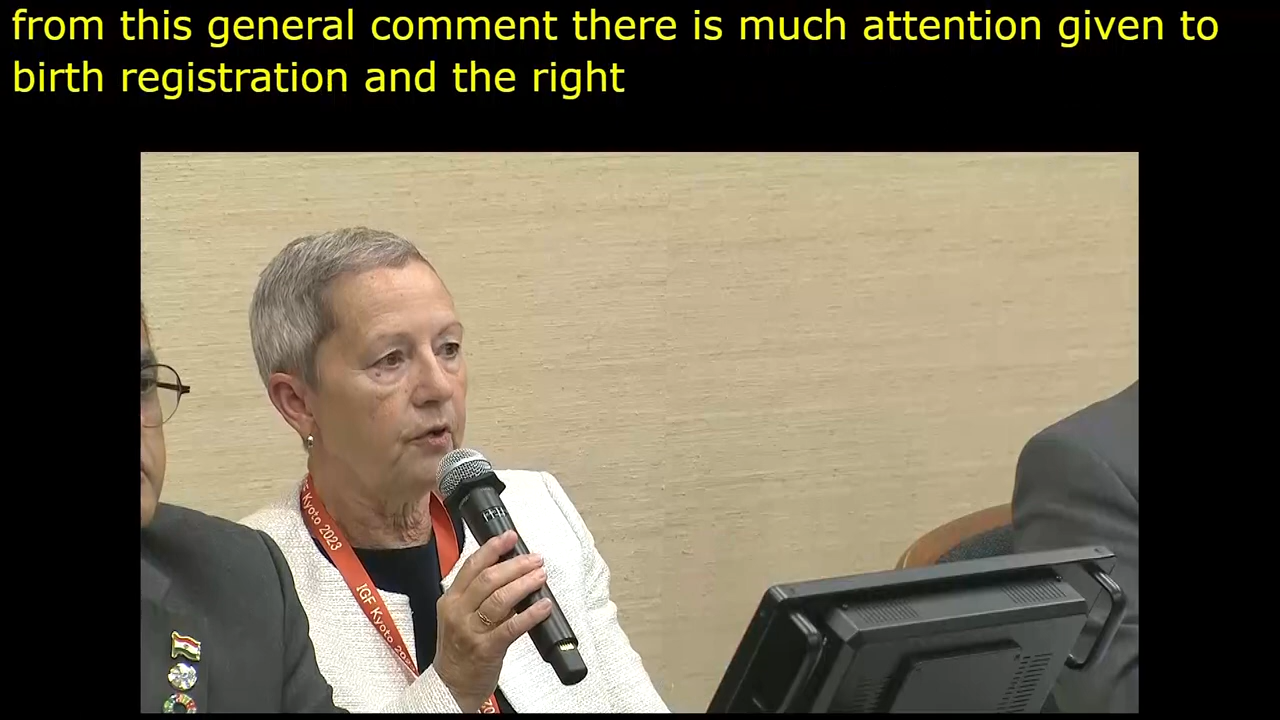 from this general comment there is much attention given to
birth registration and the right
F Kyoto 2023
IGF Kyoto 20